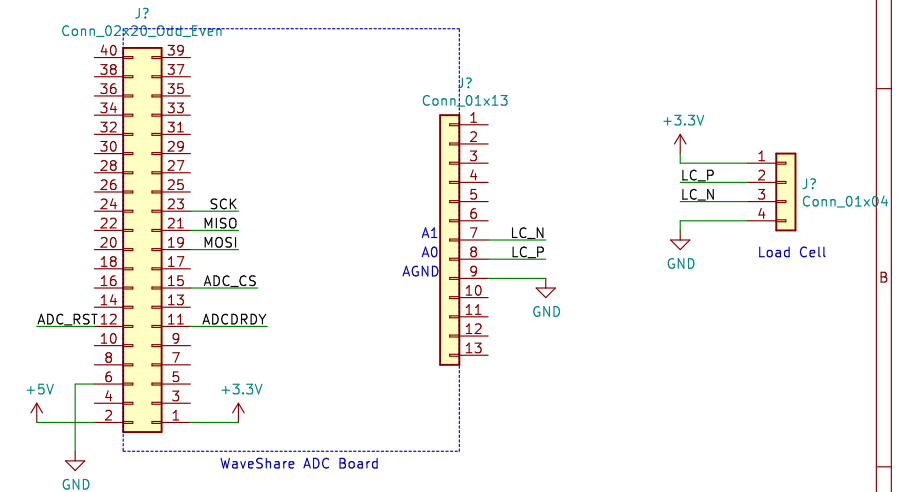 J?
Conn_02x20_Odd_Even
40 39
38 37
36 35
34 33
32 31
30 29
28 27
26 25
24 23 SCK
22 21 MISO
20 19 MOSI
18 17
16 15 ADC_CS
14 13
ADC_RST 12 11 ADCDRDY
10 9
8 7
6 5
4 3
2 1
+5V
+3.3V
GND
WaveShare ADC Board
J?
Conn_01x13
1
2
3
4
5
6
A1 7 LC_N
A0 8 LC_P
AGND 9
10
11
12
13
GND
+3.3V
1
LC_P 2
LC_N 3
4
J?
Conn_01x04
GND
Load Cell
B